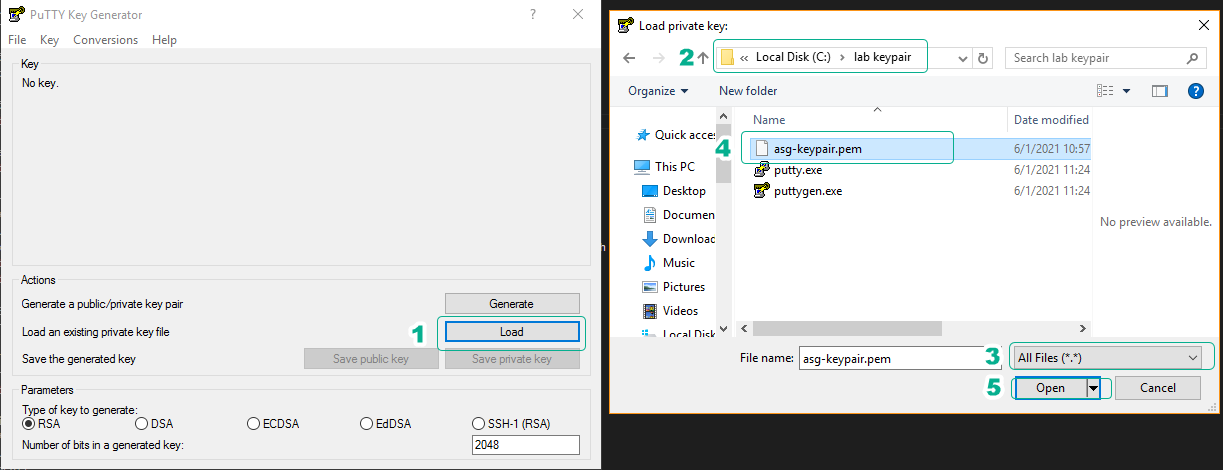 PuTTY Key Generator
?
File Key Conversions Help
Key
No key.
Actions
Generate a public/private key pair
Generate
Load an existing private key file
1
Load
Save the generated key
Save public key
Save private key
Parameters
Type of key to generate:
RSA
DSA
ECDSA
EdDSA
SSH-1 (RSA)
Number of bits in a generated key:
2048
Load private key:
2
« Local Disk (C:) › lab keypair
Search lab keypair
Organize
New folder
?
Name
Date modified
Quick acces
This PC
Desktop
Documen
Download
Music
Pictures
Videos
Local Disk
4
asg-keypair.pem
6/1/2021 10:57
putty.exe
6/1/2021 11:24
puttygen.exe
6/1/2021 11:24
No preview available.
File name:
asg-keypair.pem
3
All Files (*.*)
5
Open
Cancel